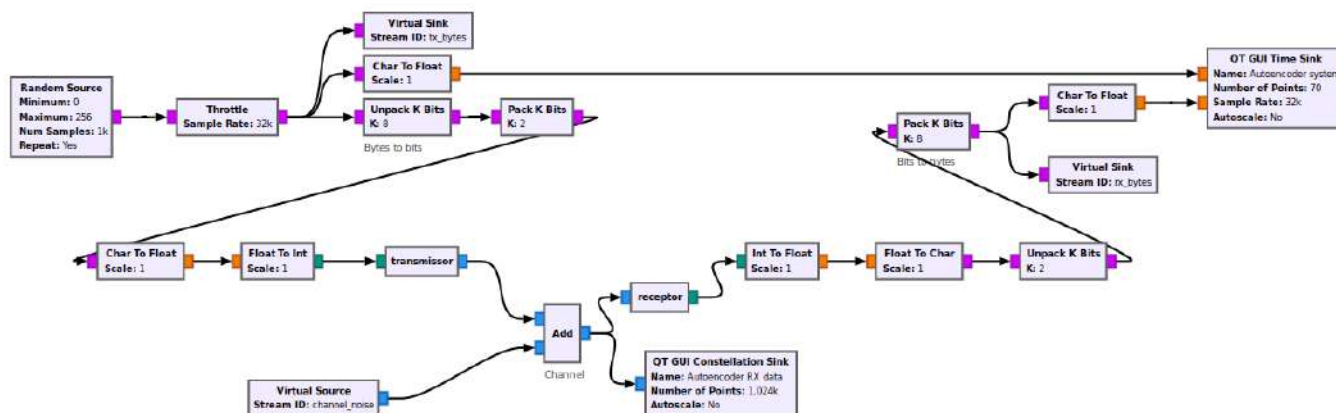 Virtual Sink
Stream ID: tx_bytes
Random Source
Minimum: 0
Maximum: 256
Num Samples: 1k
Repeat: Yes
Throttle
Sample Rate: 32k
Char To Float
Scale: 1
Unpack K Bits
K: 8
Bytes to bits
Pack K Bits
K: 2
Pack K Bits
K: 8
Bits to bytes
Char To Float
Scale: 1
Virtual Sink
Stream ID: rx_bytes
QT GUI Time Sink
Name: Autoencoder system
Number of Points: 70
Sample Rate: 32k
Autoscale: No
Char To Float
Scale: 1
Float To Int
Scale: 1
transmissor
Add
Channel
Virtual Source
Stream ID: channel_noise
receptor
QT GUI Constellation Sink
Name: Autoencoder RX data
Number of Points: 1.024k
Autoscale: No
Int To Float
Scale: 1
Float To Char
Scale: 1
Unpack K Bits
K: 2